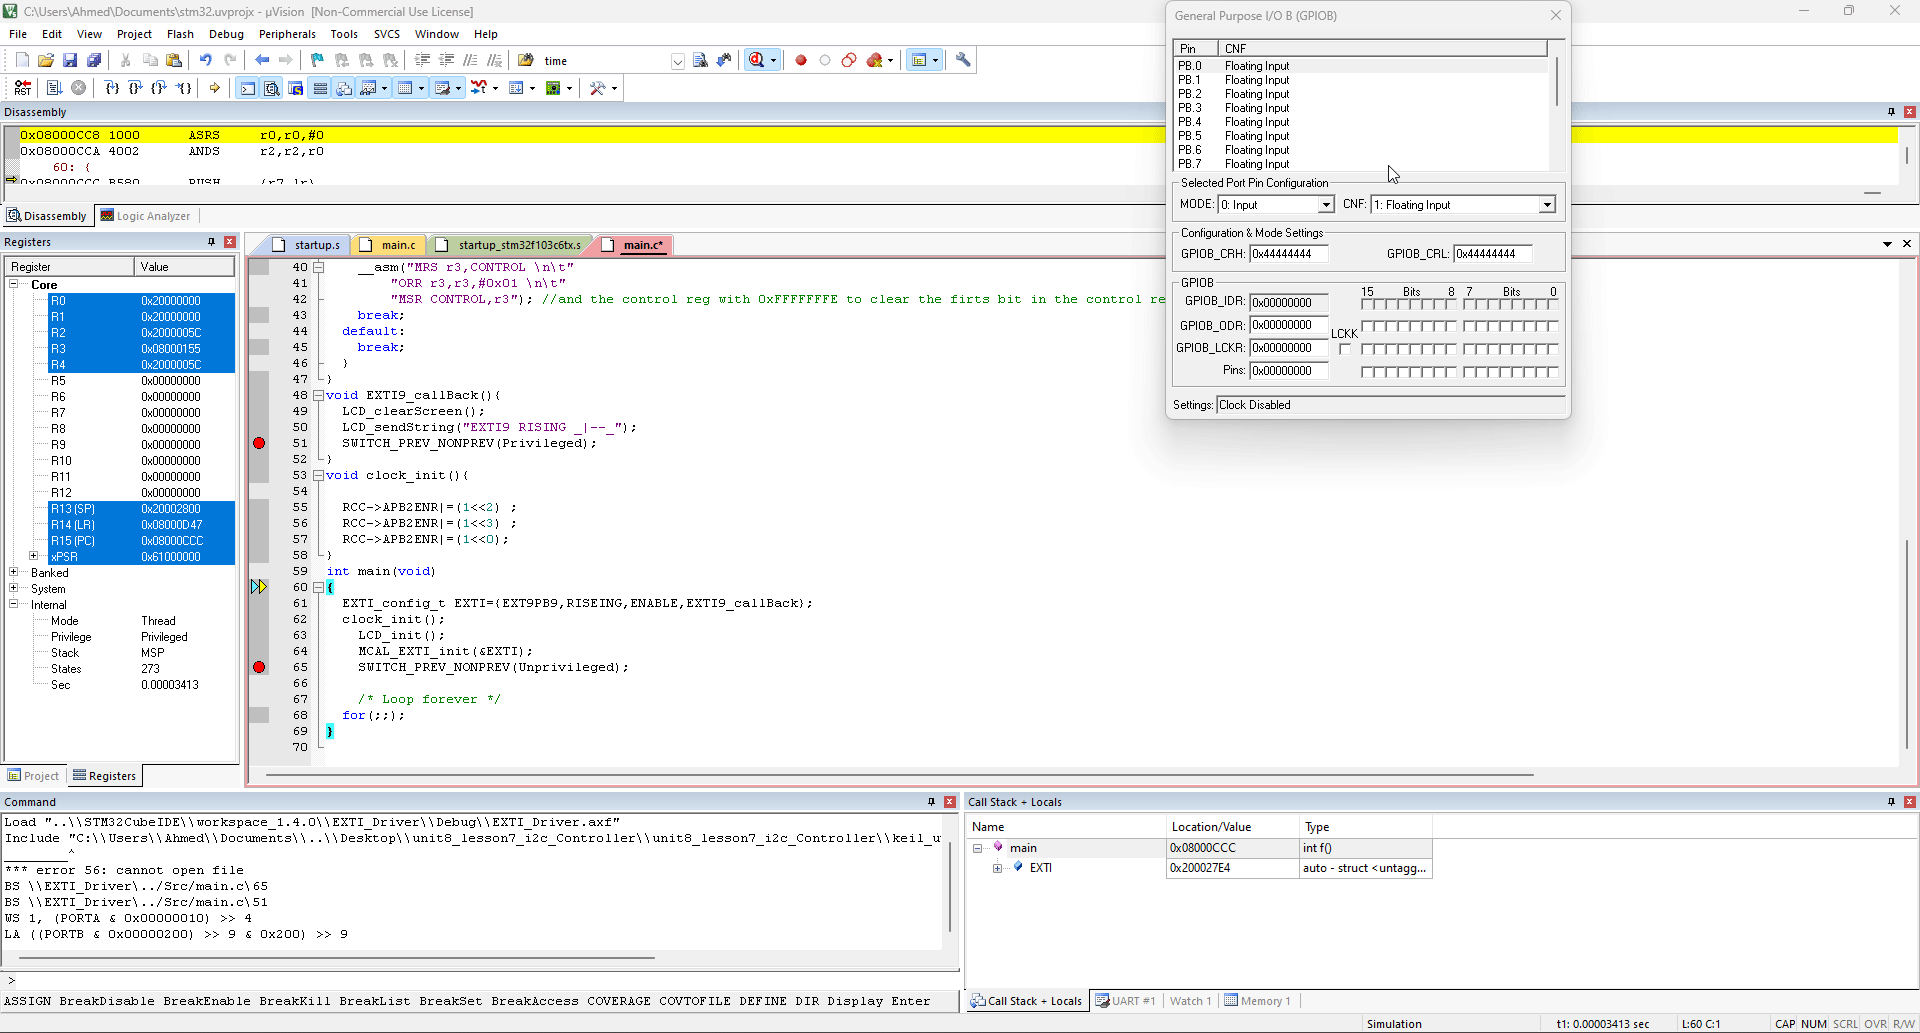 C:\Users\Ahmed\Documents\stm32.uvprojx - µVision [Non-Commercial Use License]
File Edit View Project Flash Debug Peripherals Tools SVCS Window Help
time
RST
Disassembly
0x08000CC8 1000 ASRS r0,r0,#0
0x08000CCA 4002 ANDS r2,r2,r0
60: {
0x08000CCC B580 PUSH {r7,lr}
Disassembly Logic Analyzer
Registers
Register Value
Core
R0 0x20000000
R1 0x20000000
R2 0x2000005C
R3 0x08000155
R4 0x2000005C
R5 0x00000000
R6 0x00000000
R7 0x00000000
R8 0x00000000
R9 0x00000000
R10 0x00000000
R11 0x00000000
R12 0x00000000
R13 (SP) 0x20002800
R14 (LR) 0x08000D47
R15 (PC) 0x08000CCC
xPSR 0x61000000
Banked
System
Internal
Mode Thread
Privilege Privileged
Stack MSP
States 273
Sec 0.00003413
Project Registers
startup.s main.c startup_stm32f103c6tx.s main.c*
40 __asm("MRS r3,CONTROL \n\t"
41 "ORR r3,r3,#0x01 \n\t"
42 "MSR CONTROL,r3"); //and the control reg with 0xFFFFFFFE to clear the firts bit in the control re
43 break;
44 default:
45 break;
46 }
47 }
48 void EXTI9_callBack(){
49 LCD_clearScreen();
50 LCD_sendString("EXTI9 RISING _|--_");
51 SWITCH_PREV_NONPREV(Privileged);
52 }
53 void clock_init(){
54
55 RCC->APB2ENR|=(1<<2) ;
56 RCC->APB2ENR|=(1<<3) ;
57 RCC->APB2ENR|=(1<<0);
58 }
59 int main(void)
60 {
61 EXTI_config_t EXTI={EXT9PB9,RISEING,ENABLE,EXTI9_callBack};
62 clock_init();
63 LCD_init();
64 MCAL_EXTI_init(&EXTI);
65 SWITCH_PREV_NONPREV(Unprivileged);
66
67 /* Loop forever */
68 for(;;);
69 }
70
General Purpose I/O B (GPIOB)
Pin CNF
PB.0 Floating Input
PB.1 Floating Input
PB.2 Floating Input
PB.3 Floating Input
PB.4 Floating Input
PB.5 Floating Input
PB.6 Floating Input
PB.7 Floating Input
Selected Port Pin Configuration
MODE: 0: Input CNF: 1: Floating Input
Configuration & Mode Settings
GPIOB_CRH: 0x44444444 GPIOB_CRL: 0x44444444
GPIOB
15 Bits 8 7 Bits 0
GPIOB_IDR: 0x00000000
GPIOB_ODR: 0x00000000
LCKK
GPIOB_LCKR: 0x00000000
Pins: 0x00000000
Settings: Clock Disabled
Command
Load "..\\STM32CubeIDE\\workspace_1.4.0\\EXTI_Driver\\Debug\\EXTI_Driver.axf"
Include "C:\\Users\\Ahmed\\Documents\\..\\Desktop\\unit8_lesson7_i2c_Controller\\unit8_lesson7_i2c_Controller\\keil_u
_________^
*** error 56: cannot open file
BS \\EXTI_Driver\../Src/main.c\65
BS \\EXTI_Driver\../Src/main.c\51
WS 1, (PORTA & 0x00000010) >> 4
LA ((PORTB & 0x00000200) >> 9 & 0x200) >> 9
>
ASSIGN BreakDisable BreakEnable BreakKill BreakList BreakSet BreakAccess COVERAGE COVTOFILE DEFINE DIR Display Enter
Call Stack + Locals
Name Location/Value Type
main 0x08000CCC int f()
EXTI 0x200027E4 auto - struct <untagg...
Call Stack + Locals UART #1 Watch 1 Memory 1
Simulation t1: 0.00003413 sec L:60 C:1 CAP NUM SCRL OVR R/W